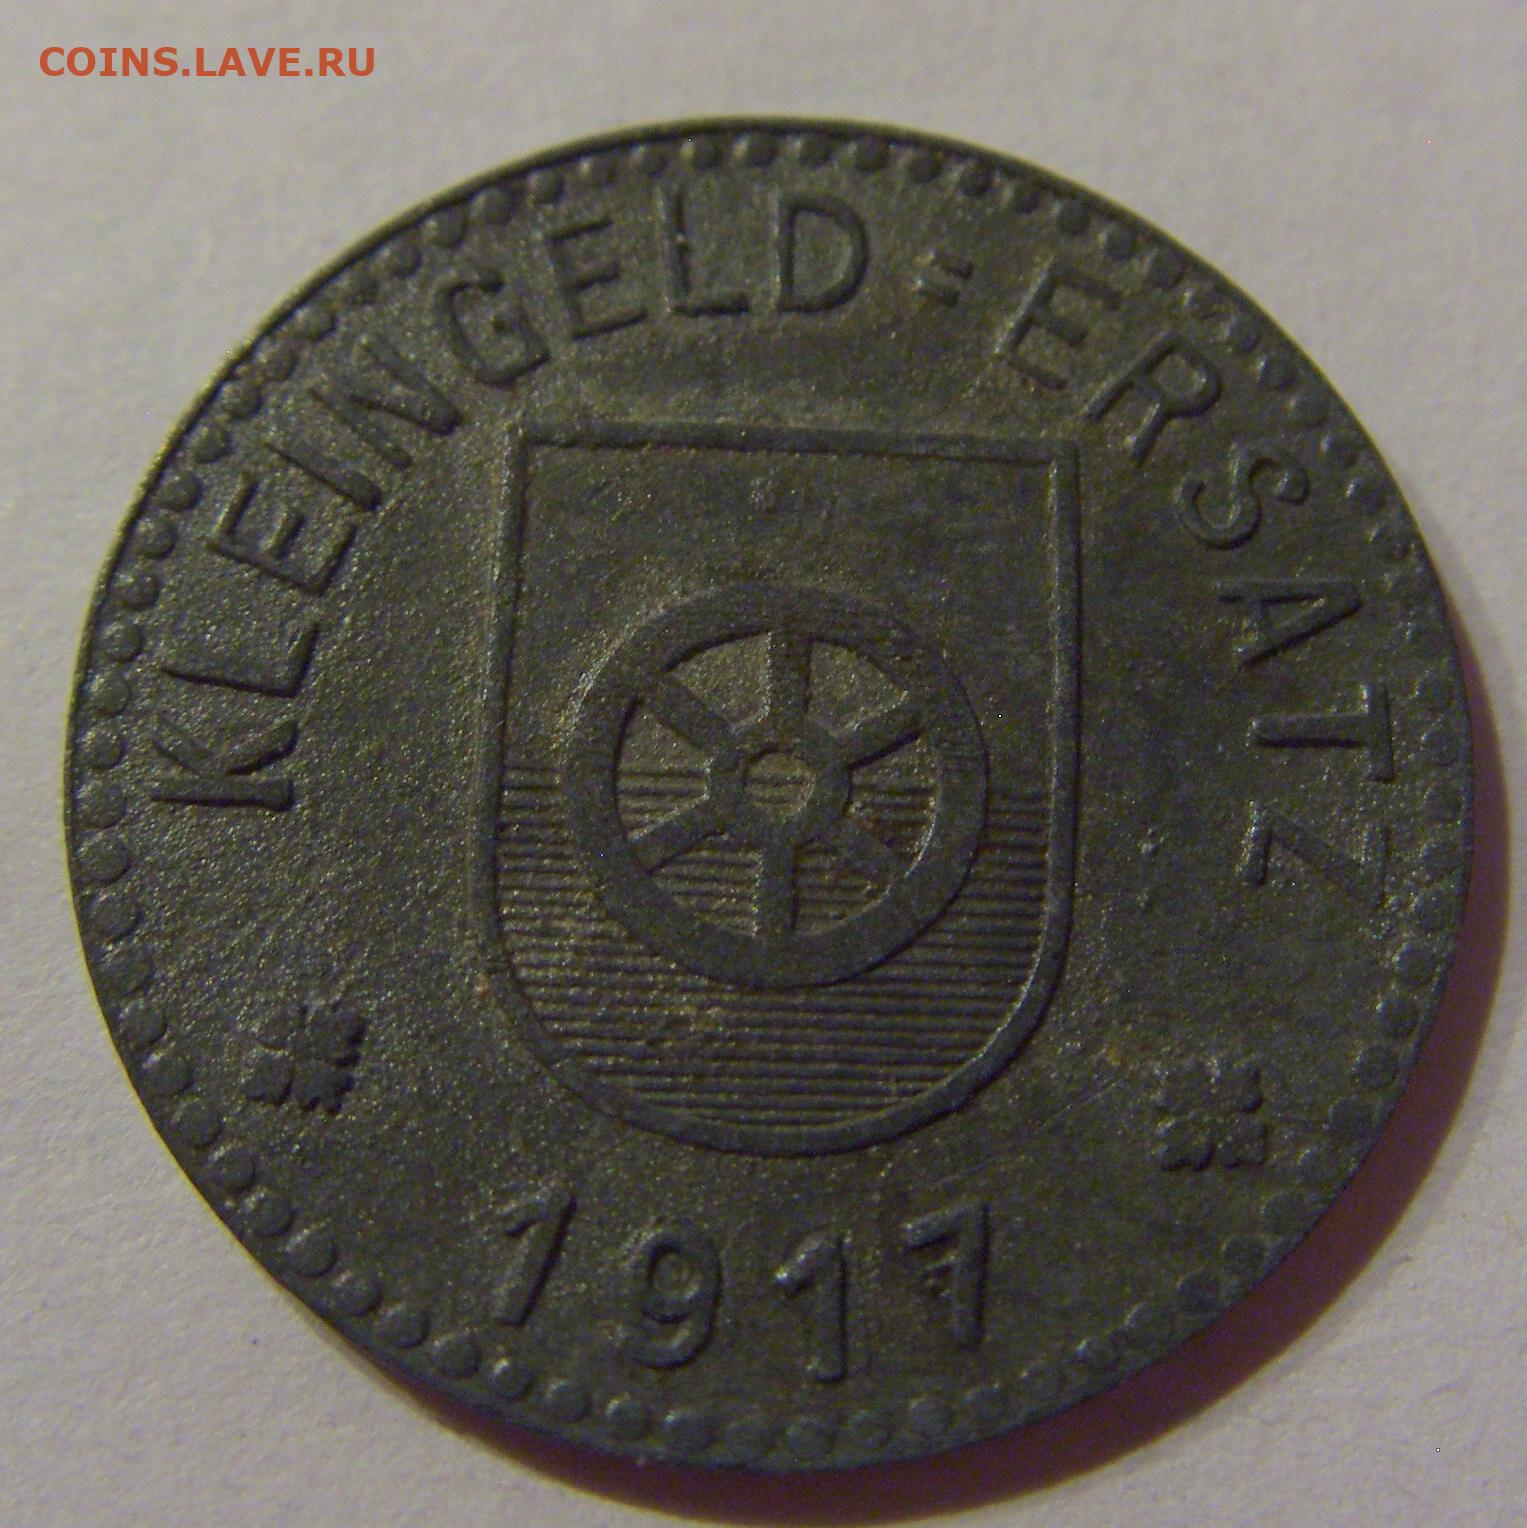 COINS.LAVE.RU
KLEINGELD=ERSATZ
1917